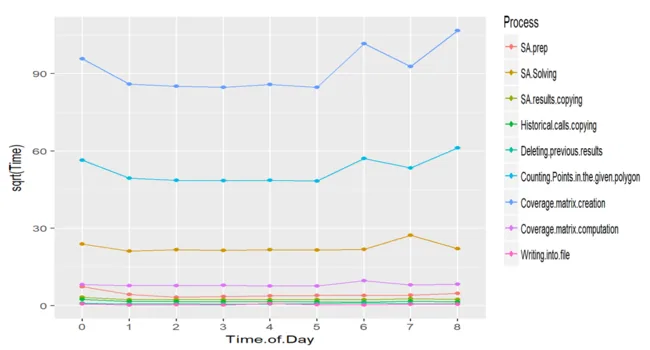 90
60
30
0
sqrt(Time)
0 1 2 3 4 5 6 7 8
Time.of.Day
Process
SA.prep
SA.Solving
SA.results.copying
Historical.calls.copying
Deleting.previous.results
Counting.Points.in.the.given.polygon
Coverage.matrix.creation
Coverage.matrix.computation
Writing.into.file